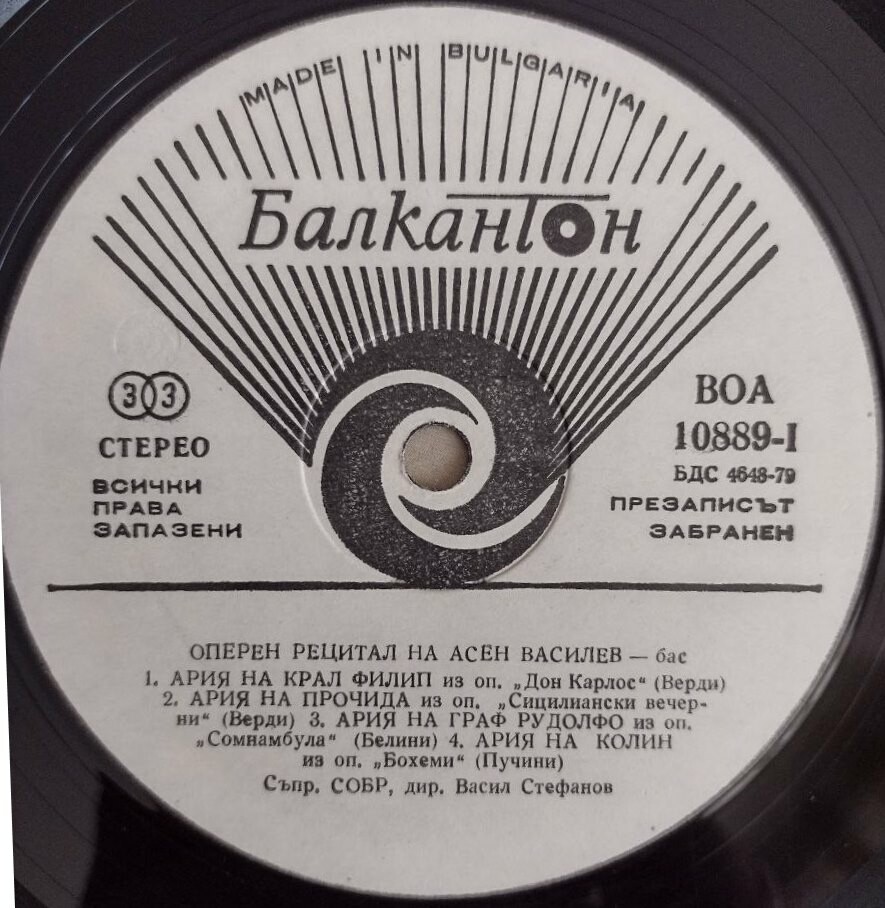 MADE IN BULGARIA
Балкантон
33
СТЕРЕО
ВСИЧКИ
ПРАВА
ЗАПАЗЕНИ
ВОА
10889-I
БДС 4648-79
ПРЕЗАПИСЪТ
ЗАБРАНЕН
ОПЕРЕН РЕЦИТАЛ НА АСЕН ВАСИЛЕВ — бас
1. АРИЯ НА КРАЛ ФИЛИП из оп. „Дон Карлос“ (Верди)
2. АРИЯ НА ПРОЧИДА из оп. „Сицилиански вечер-
ни“ (Верди) 3. АРИЯ НА ГРАФ РУДОЛФО из оп.
„Сомнамбула“ (Белини) 4. АРИЯ НА КОЛИН
из оп. „Бохеми“ (Пучини)
Съпр. СОБР, дир. Васил Стефанов